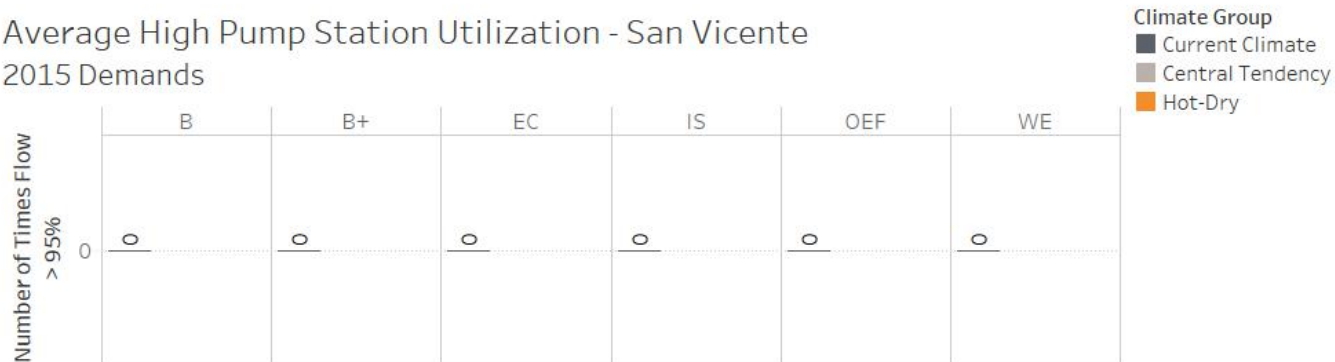 Average High Pump Station Utilization - San Vicente
2015 Demands
Climate Group
Current Climate
Central Tendency
Hot-Dry
B B+ EC IS OEF WE
Number of Times Flow
> 95%
0
0 0 0 0 0 0